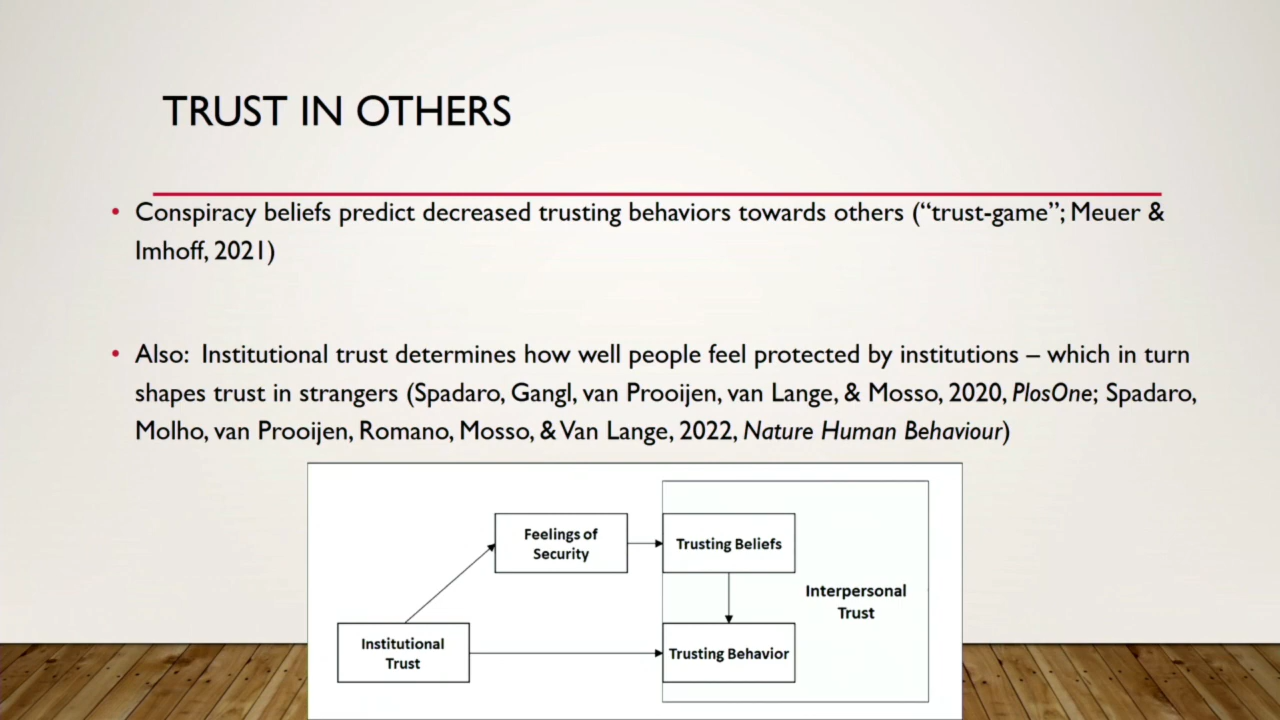 TRUST IN OTHERS
• Conspiracy beliefs predict decreased trusting behaviors towards others (“trust-game”; Meuer &
Imhoff, 2021)
• Also: Institutional trust determines how well people feel protected by institutions – which in turn
shapes trust in strangers (Spadaro, Gangl, van Prooijen, van Lange, & Mosso, 2020, PlosOne; Spadaro,
Molho, van Prooijen, Romano, Mosso, & Van Lange, 2022, Nature Human Behaviour)
Feelings of
Security
Trusting Beliefs
Interpersonal
Trust
Institutional
Trust
Trusting Behavior